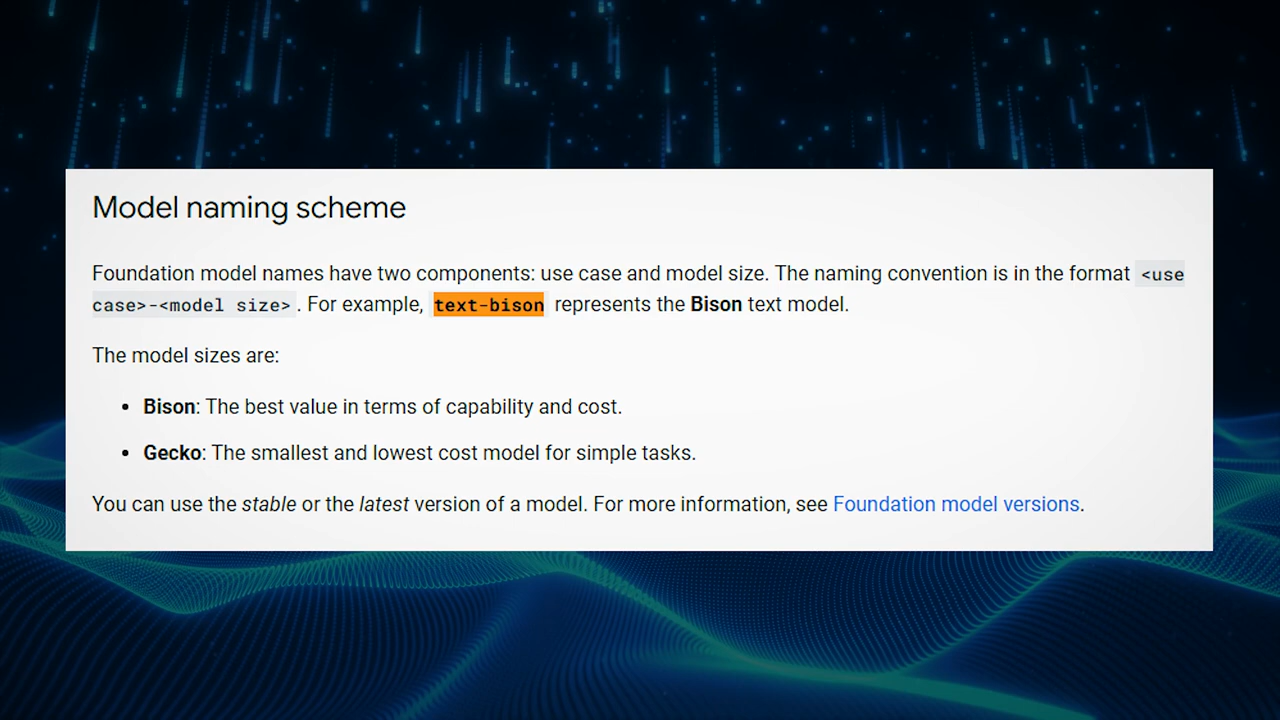 Model naming scheme
Foundation model names have two components: use case and model size. The naming convention is in the format <use
case>-<model size>. For example, text-bison represents the Bison text model.
The model sizes are:
• Bison: The best value in terms of capability and cost.
• Gecko: The smallest and lowest cost model for simple tasks.
You can use the stable or the latest version of a model. For more information, see Foundation model versions.